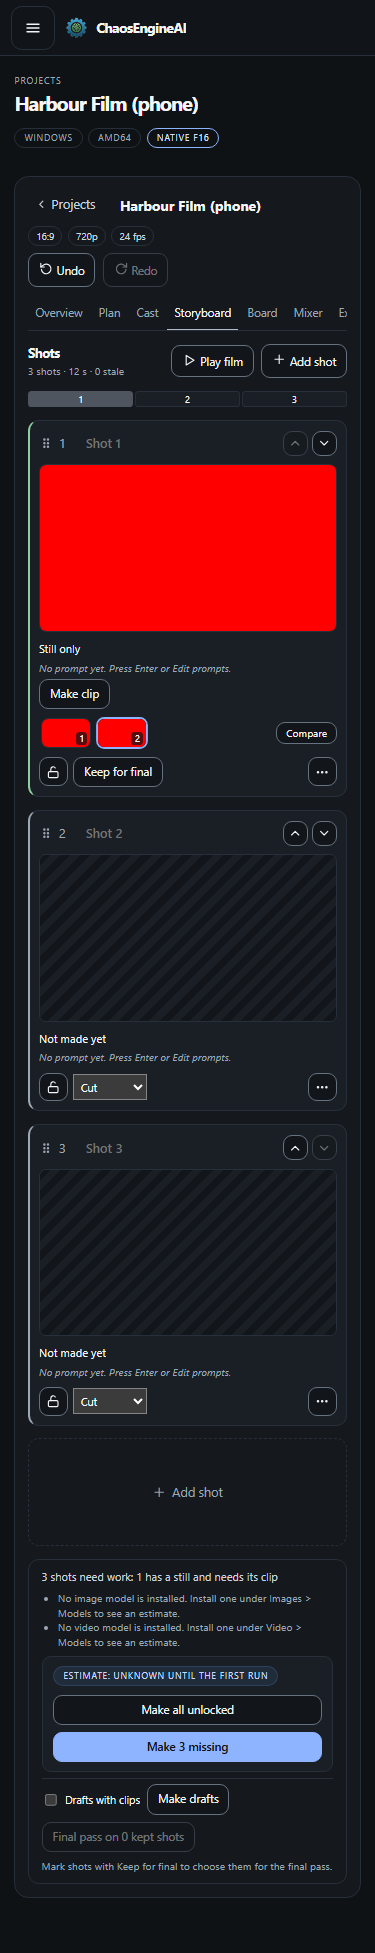 ChaosEngineAI
PROJECTS
Harbour Film (phone)
WINDOWS AMD64 NATIVE F16
Projects Harbour Film (phone)
16:9 720p 24 fps
Undo Redo
Overview Plan Cast Storyboard Board Mixer Ex
Shots
3 shots · 12 s · 0 stale
Play film Add shot
1 2 3
1 Shot 1
Still only
No prompt yet. Press Enter or Edit prompts.
Make clip
1 2 Compare
Keep for final
2 Shot 2
Not made yet
No prompt yet. Press Enter or Edit prompts.
Cut
3 Shot 3
Not made yet
No prompt yet. Press Enter or Edit prompts.
Cut
Add shot
3 shots need work: 1 has a still and needs its clip
No image model is installed. Install one under Images >
Models to see an estimate.
No video model is installed. Install one under Video >
Models to see an estimate.
ESTIMATE: UNKNOWN UNTIL THE FIRST RUN
Make all unlocked
Make 3 missing
Drafts with clips Make drafts
Final pass on 0 kept shots
Mark shots with Keep for final to choose them for the final pass.